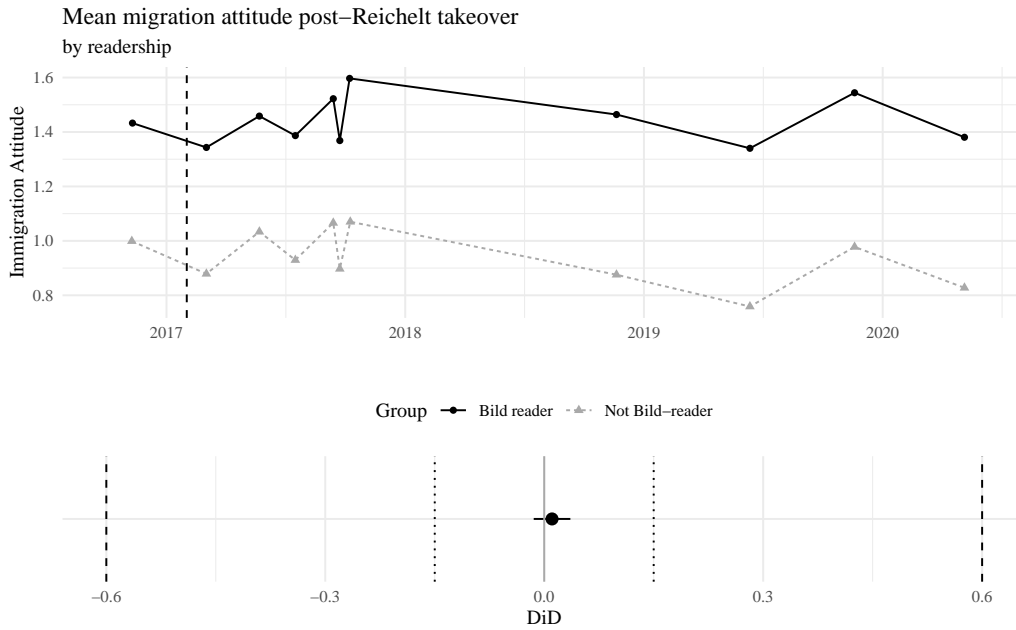 Mean migration attitude post−Reichelt takeover
by readership
Immigration Attitude
1.6
1.4
1.2
1.0
0.8
2017 2018 2019 2020
Group Bild reader Not Bild−reader
−0.6 −0.3 0.0 0.3 0.6
DiD